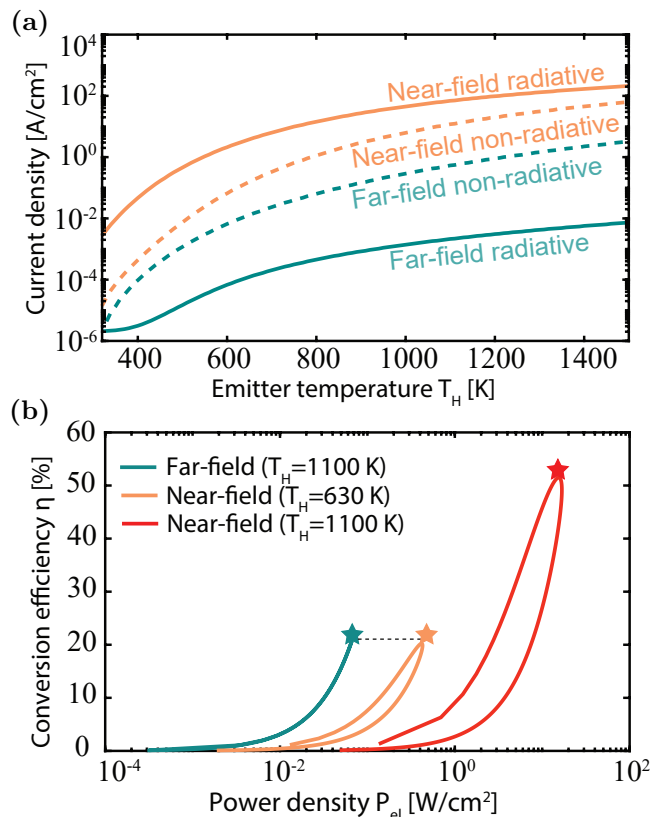 (a)
10^4
10^2
10^0
10^-2
10^-4
10^-6
Current density [A/cm^2]
Near-field radiative
Near-field non-radiative
Far-field non-radiative
Far-field radiative
400 600 800 1000 1200 1400
Emitter temperature T_H [K]
(b)
60
50
40
30
20
10
0
Conversion efficiency η [%]
Far-field (T_H=1100 K)
Near-field (T_H=630 K)
Near-field (T_H=1100 K)
10^-4 10^-2 10^0 10^2
Power density P_el [W/cm^2]